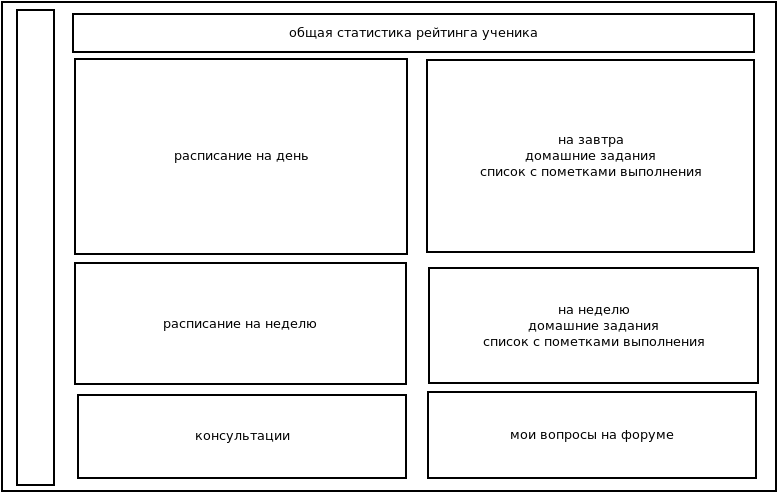 общая статистика рейтинга ученика
расписание на день
на завтра
домашние задания
список с пометками выполнения
расписание на неделю
на неделю
домашние задания
список с пометками выполнения
консультации
мои вопросы на форуме